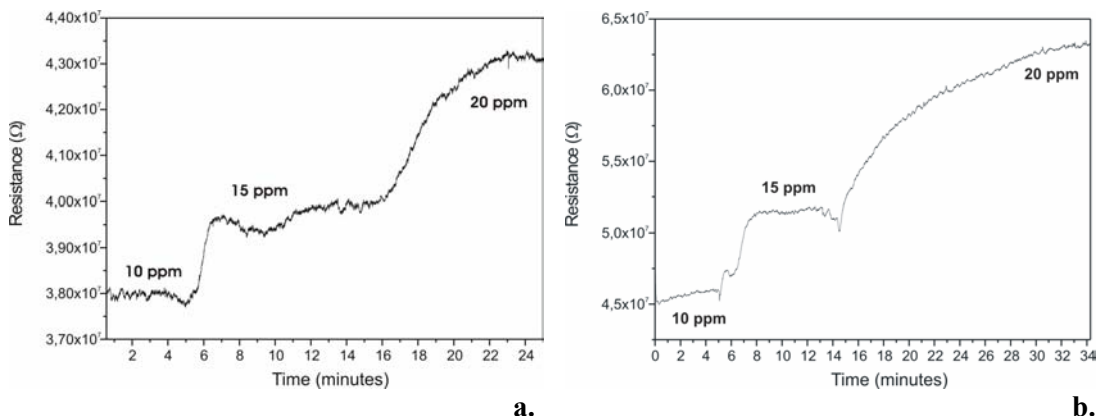 4,40x10⁷
4,30x10⁷
4,20x10⁷
4,10x10⁷
4,00x10⁷
3,90x10⁷
3,80x10⁷
3,70x10⁷
Resistance (Ω)
20 ppm
15 ppm
10 ppm
2 4 6 8 10 12 14 16 18 20 22 24
Time (minutes)
a.
6,5x10⁷
6,0x10⁷
5,5x10⁷
5,0x10⁷
4,5x10⁷
Resistance (Ω)
20 ppm
15 ppm
10 ppm
0 2 4 6 8 10 12 14 16 18 20 22 24 26 28 30 32 34
Time (minutes)
b.